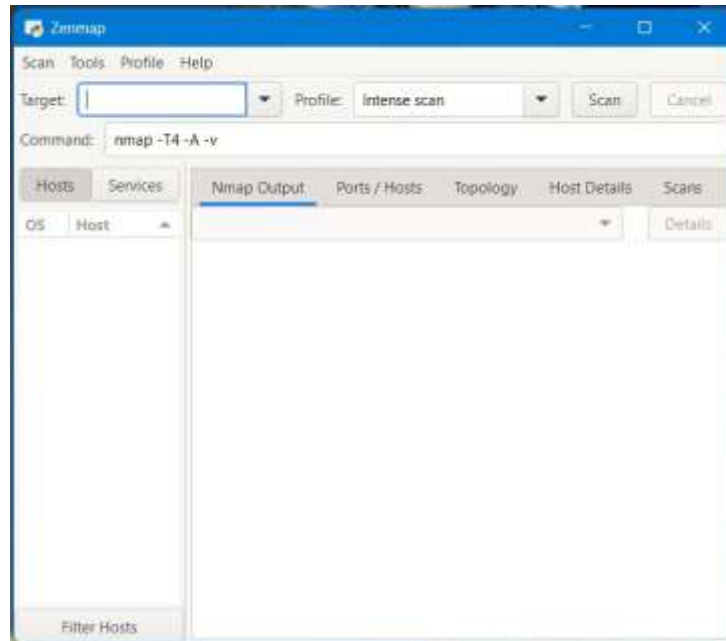 Zenmap
Scan Tools Profile Help
Target: Profile: Intense scan Scan Cancel
Command: nmap -T4 -A -v
Hosts Services Nmap Output Ports / Hosts Topology Host Details Scans
OS Host Details
Filter Hosts